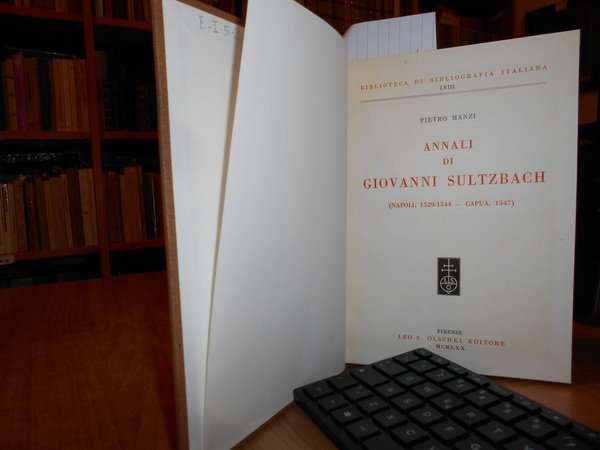 E-I-5-
BIBLIOTECA DI BIBLIOGRAFIA ITALIANA
LVIII
PIETRO MANZI
ANNALI
DI
GIOVANNI SULTZBACH
(NAPOLI, 1529-1544 — CAPUA, 1547)
FIRENZE
LEO S. OLSCHKI EDITORE
MCMLXX